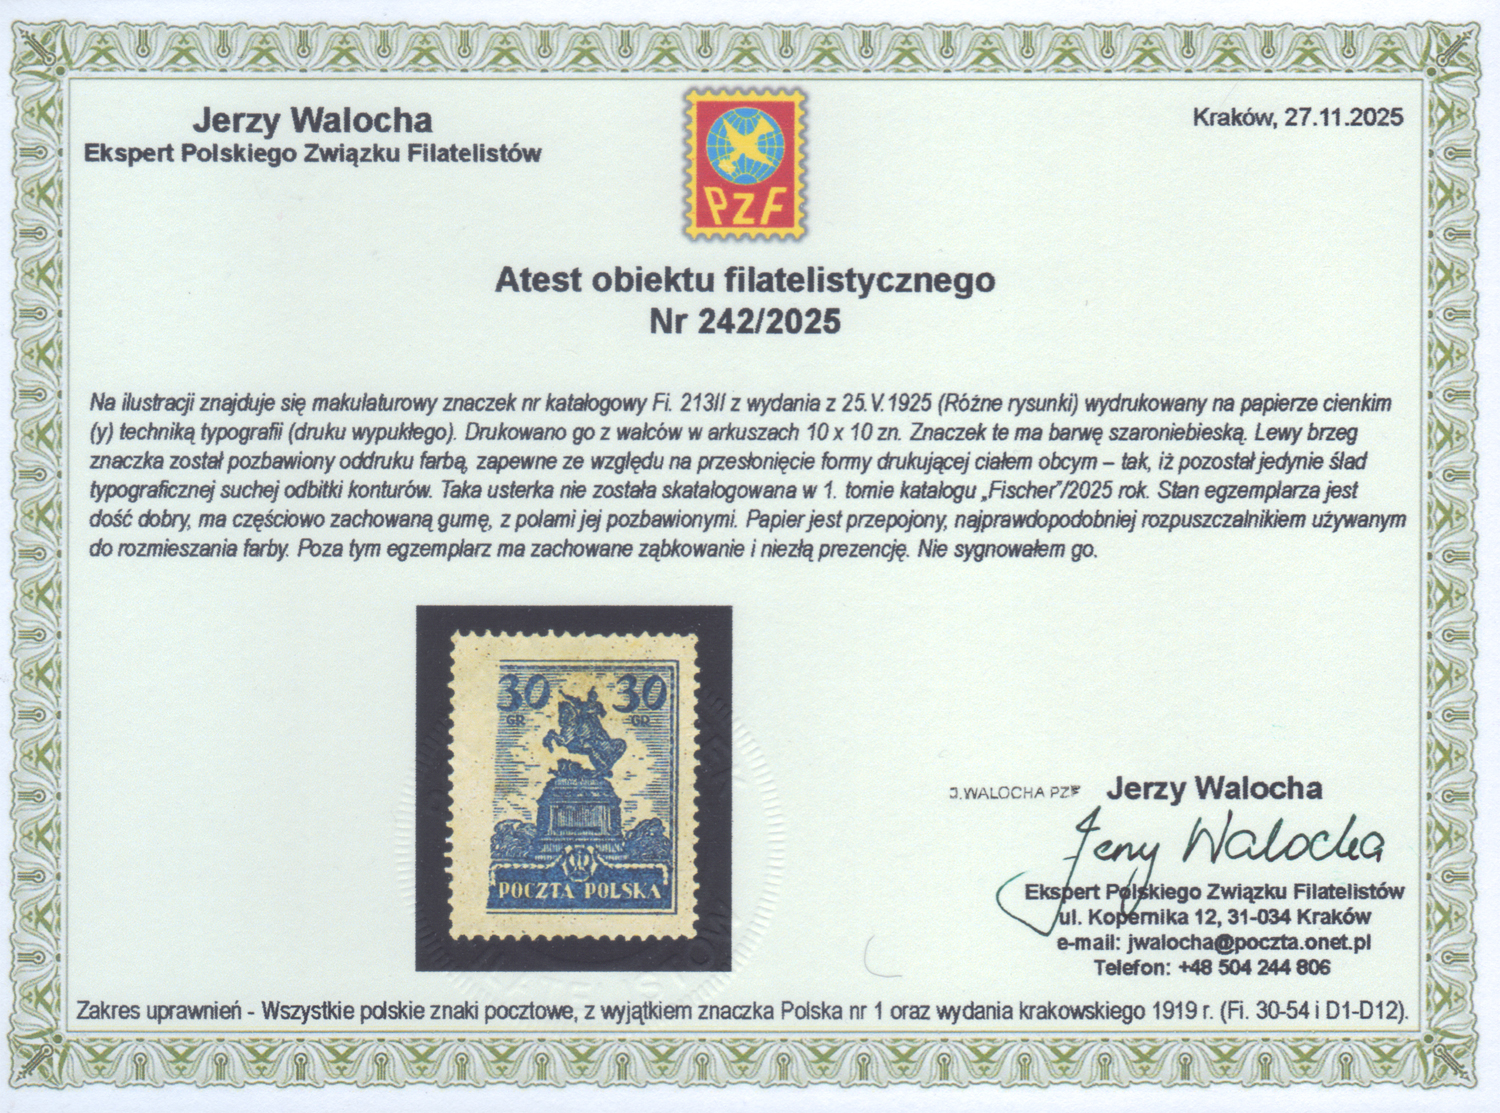 Jerzy Walocha
Ekspert Polskiego Związku Filatelistów
PZF
Kraków, 27.11.2025
Atest obiektu filatelistycznego
Nr 242/2025
Na ilustracji znajduje się makulaturowy znaczek nr katalogowy Fi. 213II z wydania z 25.V.1925 (Różne rysunki) wydrukowany na papierze cienkim
(y) techniką typografii (druku wypukłego). Drukowano go z walców w arkuszach 10 x 10 zn. Znaczek te ma barwę szaroniebieską. Lewy brzeg
znaczka został pozbawiony oddruku farbą, zapewne ze względu na przesłonięcie formy drukującej ciałem obcym – tak, iż pozostał jedynie ślad
typograficznej suchej odbitki konturów. Taka usterka nie została skatalogowana w 1. tomie katalogu „Fischer”/2025 rok. Stan egzemplarza jest
dość dobry, ma częściowo zachowaną gumę, z polami jej pozbawionymi. Papier jest przepojony, najprawdopodobniej rozpuszczalnikiem używanym
do rozmieszania farby. Poza tym egzemplarz ma zachowane ząbkowanie i niezłą prezencję. Nie sygnowałem go.
30 30
GR GR
POCZTA POLSKA
J.WALOCHA PZF
Jerzy Walocha
Jerzy Walocha
Ekspert Polskiego Związku Filatelistów
ul. Kopernika 12, 31-034 Kraków
e-mail: jwalocha@poczta.onet.pl
Telefon: +48 504 244 806
Zakres uprawnień - Wszystkie polskie znaki pocztowe, z wyjątkiem znaczka Polska nr 1 oraz wydania krakowskiego 1919 r. (Fi. 30-54 i D1-D12).